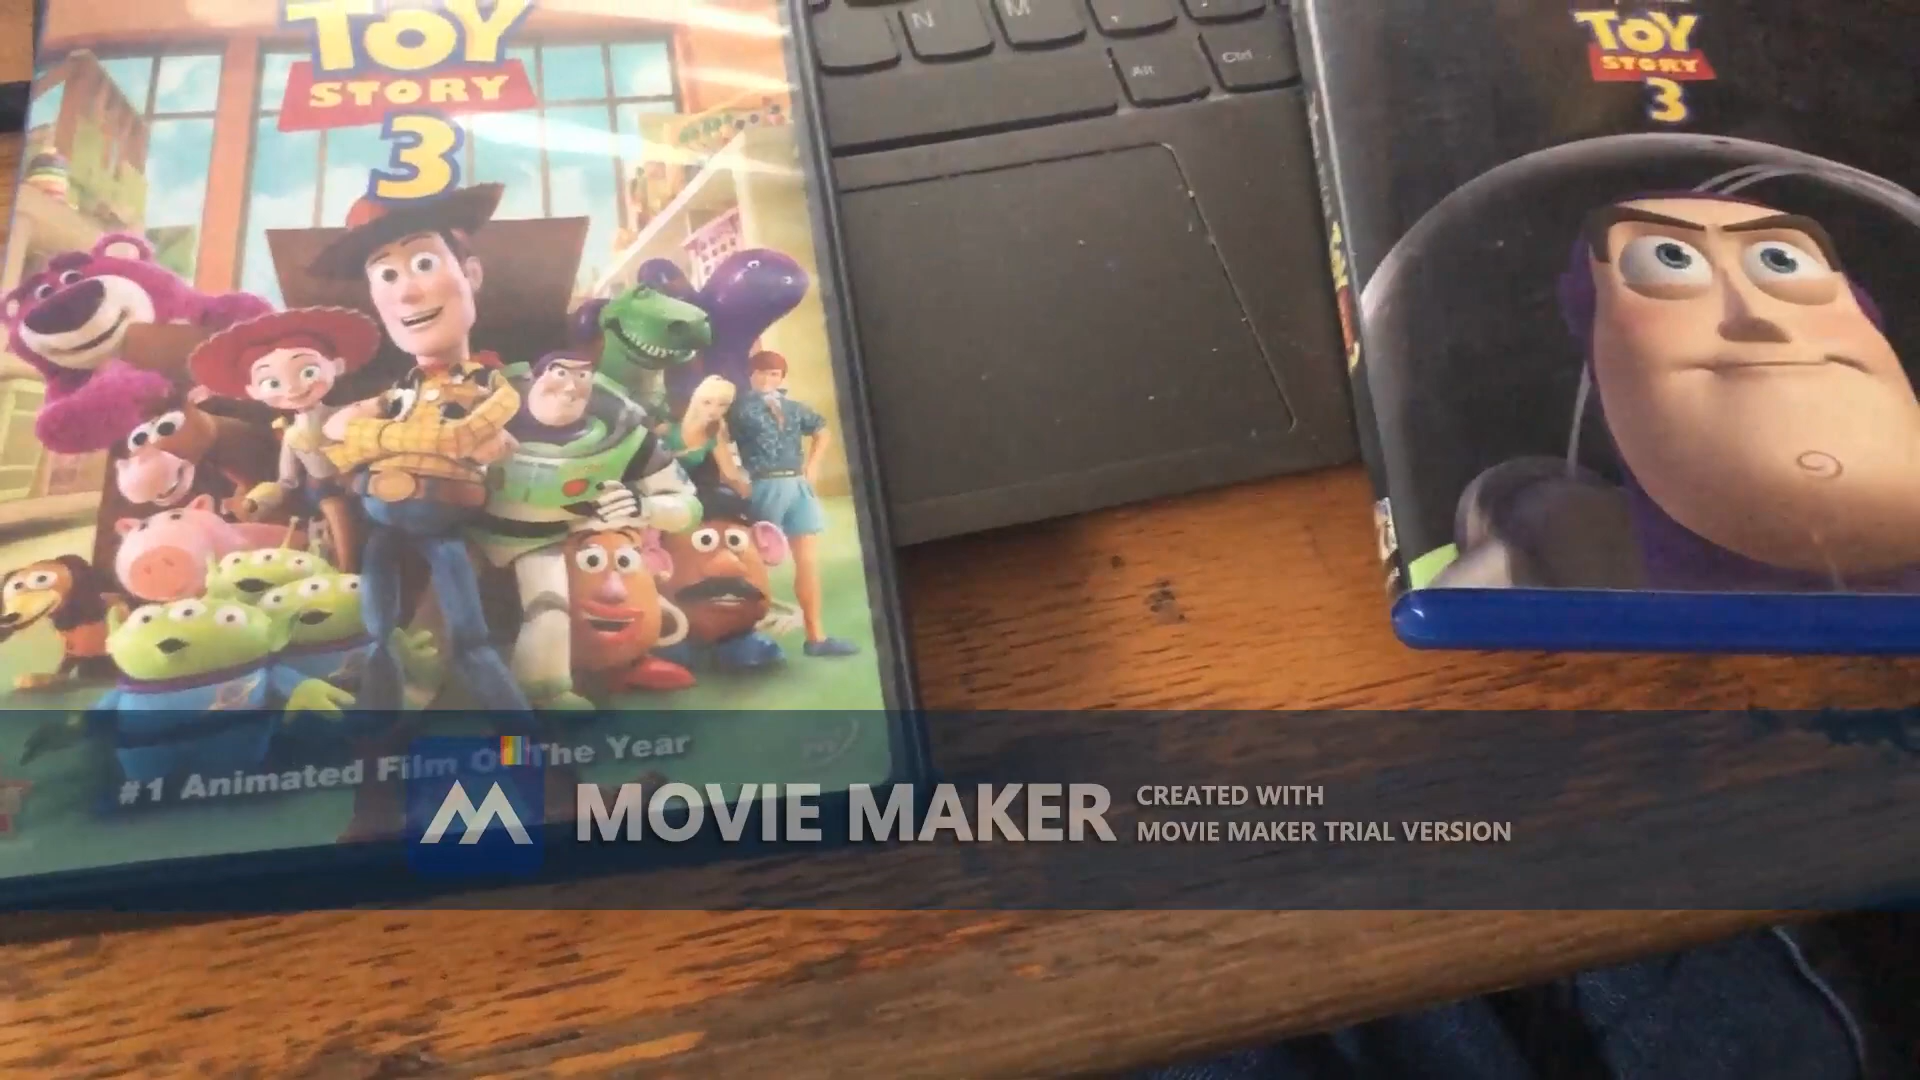 TOY
STORY
3
#1 Animated Film Of The Year
N
M
Alt
Ctrl
TOY
STORY
3
MOVIE MAKER
CREATED WITH
MOVIE MAKER TRIAL VERSION